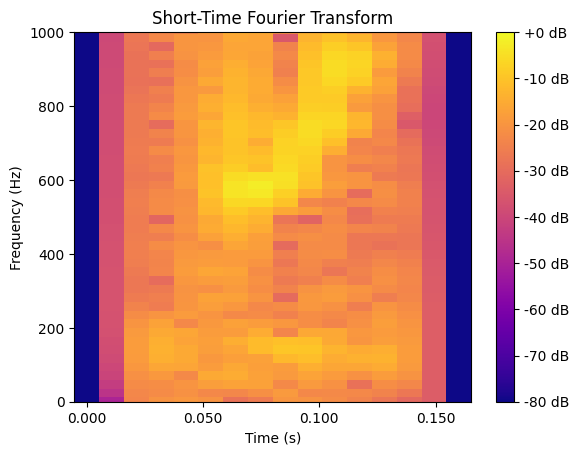 Short-Time Fourier Transform
1000
800
600
400
200
0
Frequency (Hz)
0.000
0.050
0.100
0.150
Time (s)
+0 dB
-10 dB
-20 dB
-30 dB
-40 dB
-50 dB
-60 dB
-70 dB
-80 dB